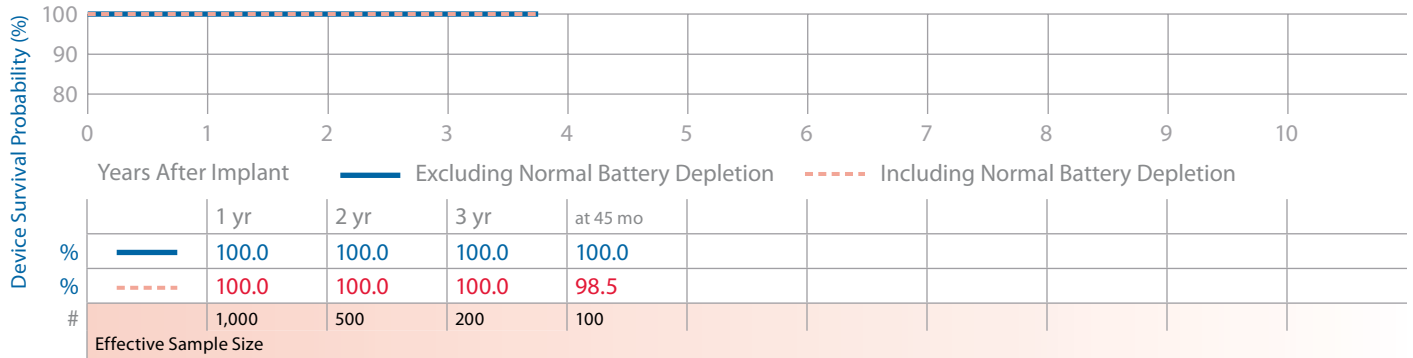 Device Survival Probability (%)
100
90
80
0 1 2 3 4 5 6 7 8 9 10
Years After Implant Excluding Normal Battery Depletion Including Normal Battery Depletion
1 yr 2 yr 3 yr at 45 mo
% 100.0 100.0 100.0 100.0
% 100.0 100.0 100.0 98.5
# 1,000 500 200 100
Effective Sample Size